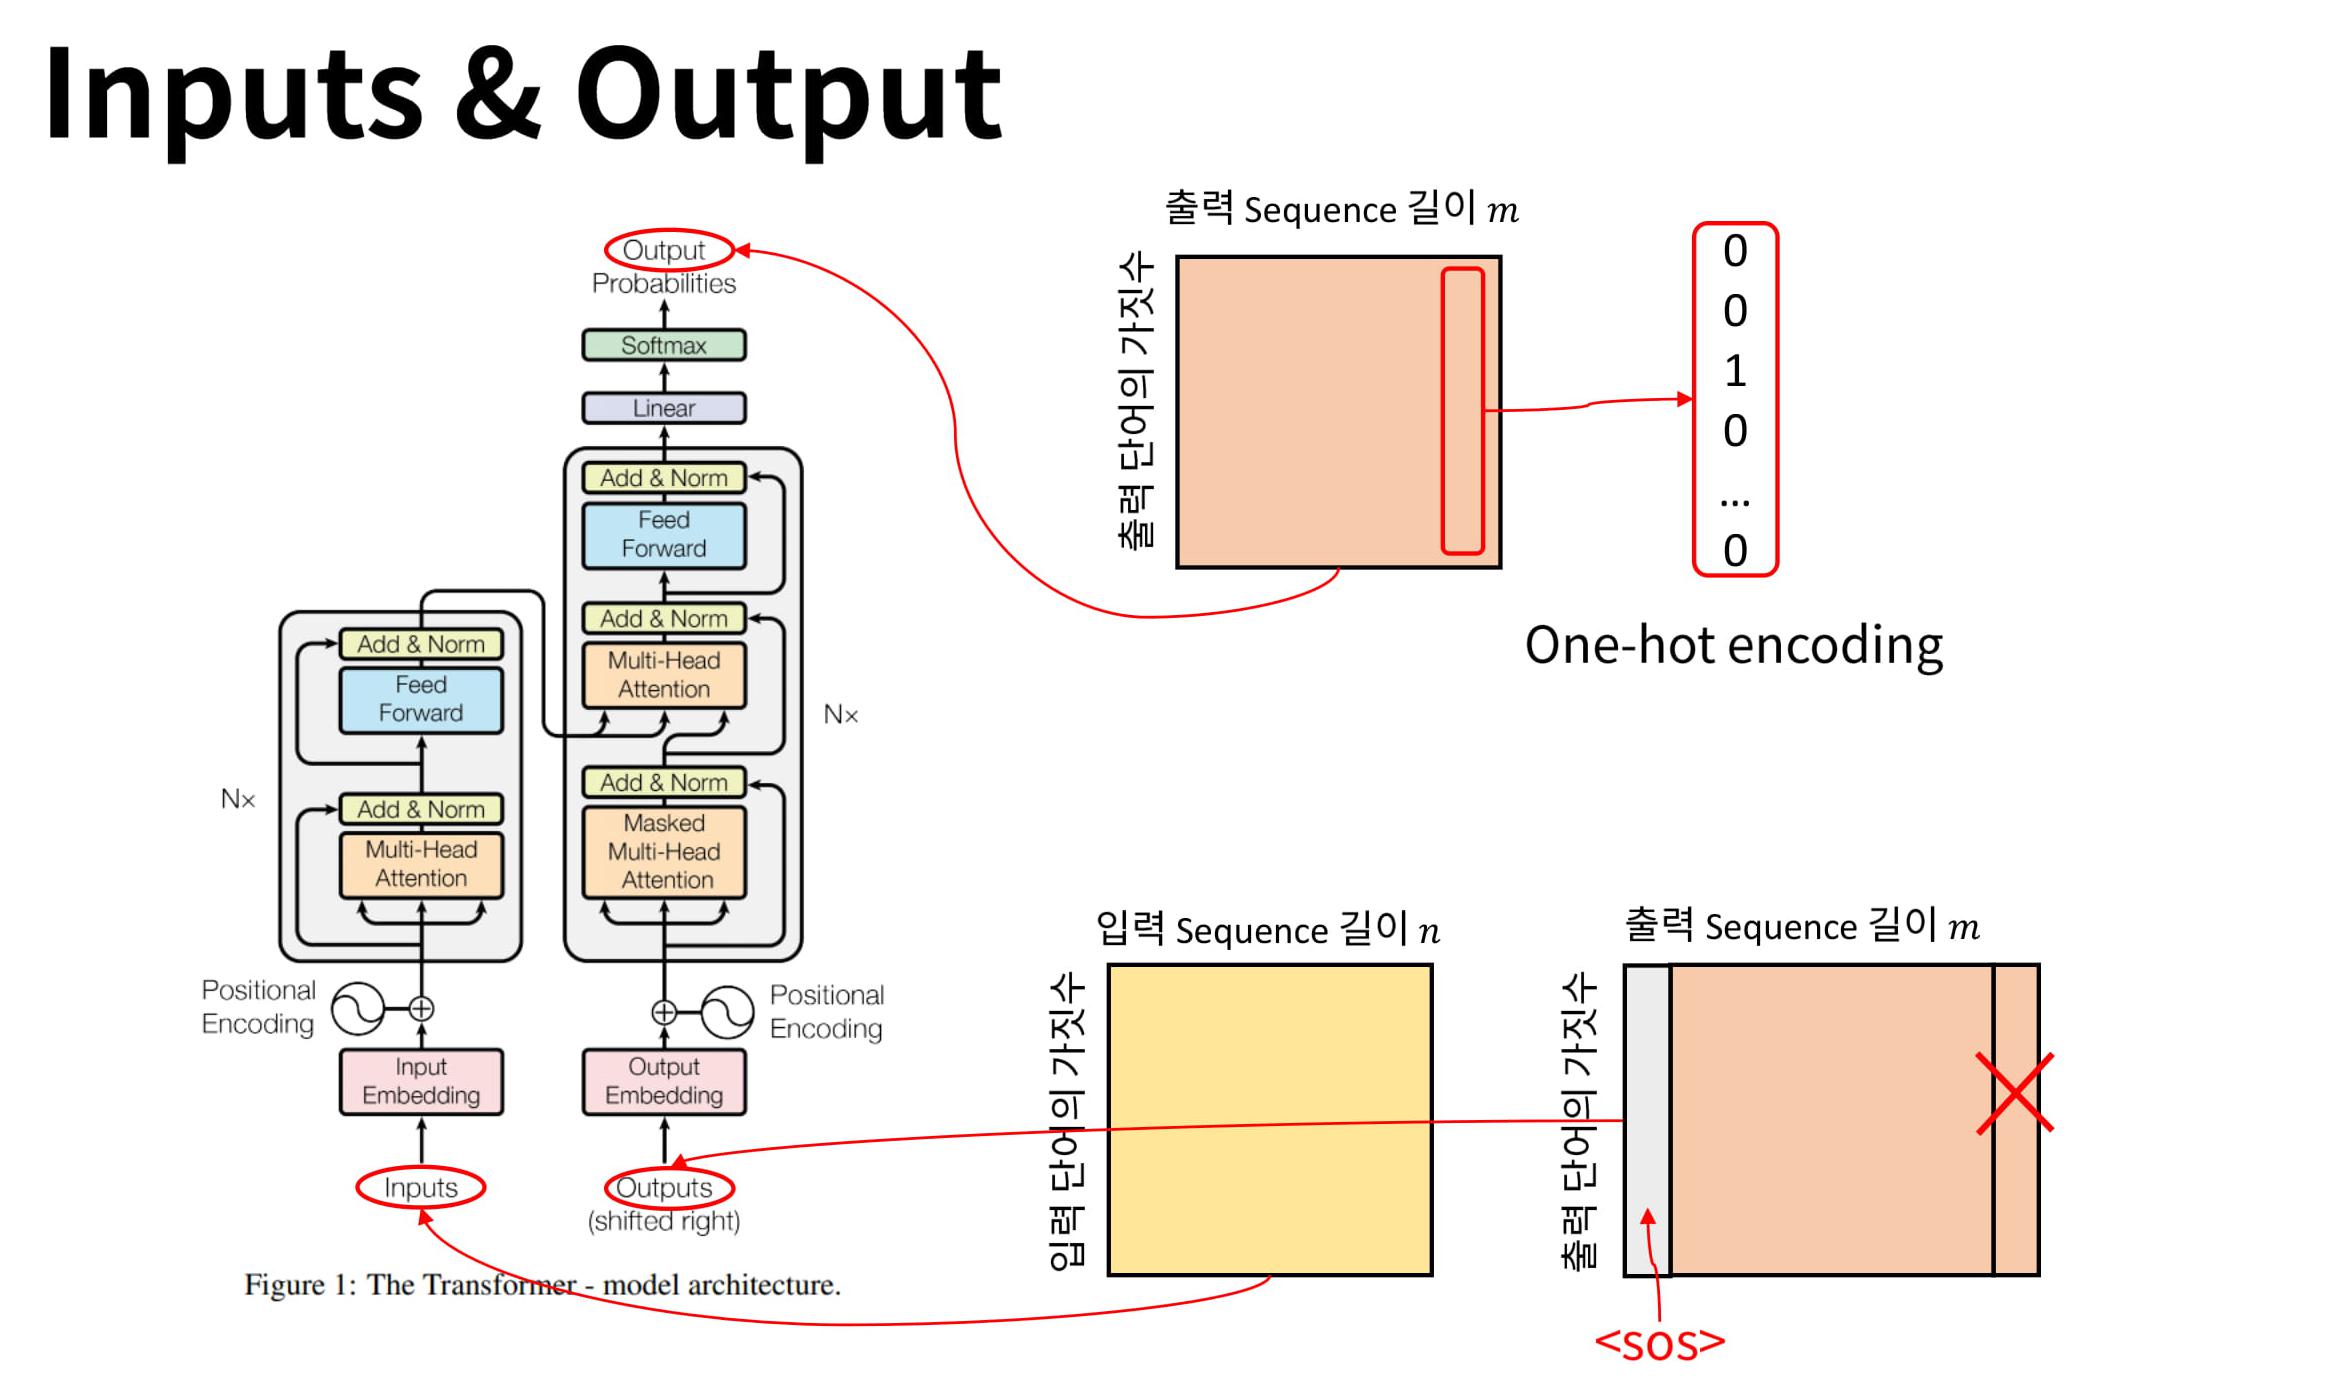 Inputs & Output
Output
Probabilities
Softmax
Linear
Add & Norm
Feed
Forward
Add & Norm
Multi-Head
Attention
Nx
Add & Norm
Masked
Multi-Head
Attention
Add & Norm
Feed
Forward
Nx
Add & Norm
Multi-Head
Attention
Positional
Encoding
Positional
Encoding
Input
Embedding
Output
Embedding
Inputs
Outputs
(shifted right)
Figure 1: The Transformer - model architecture.
출력 Sequence 길이 m
출력 단어의 가짓수
0
0
1
0
...
0
One-hot encoding
입력 Sequence 길이 n
입력 단어의 가짓수
출력 Sequence 길이 m
출력 단어의 가짓수
<sos>